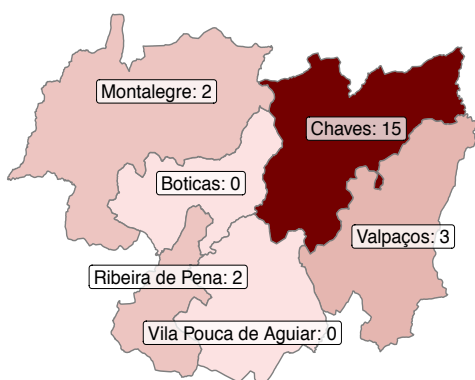 Montalegre: 2
Chaves: 15
Boticas: 0
Valpaços: 3
Ribeira de Pena: 2
Vila Pouca de Aguiar: 0